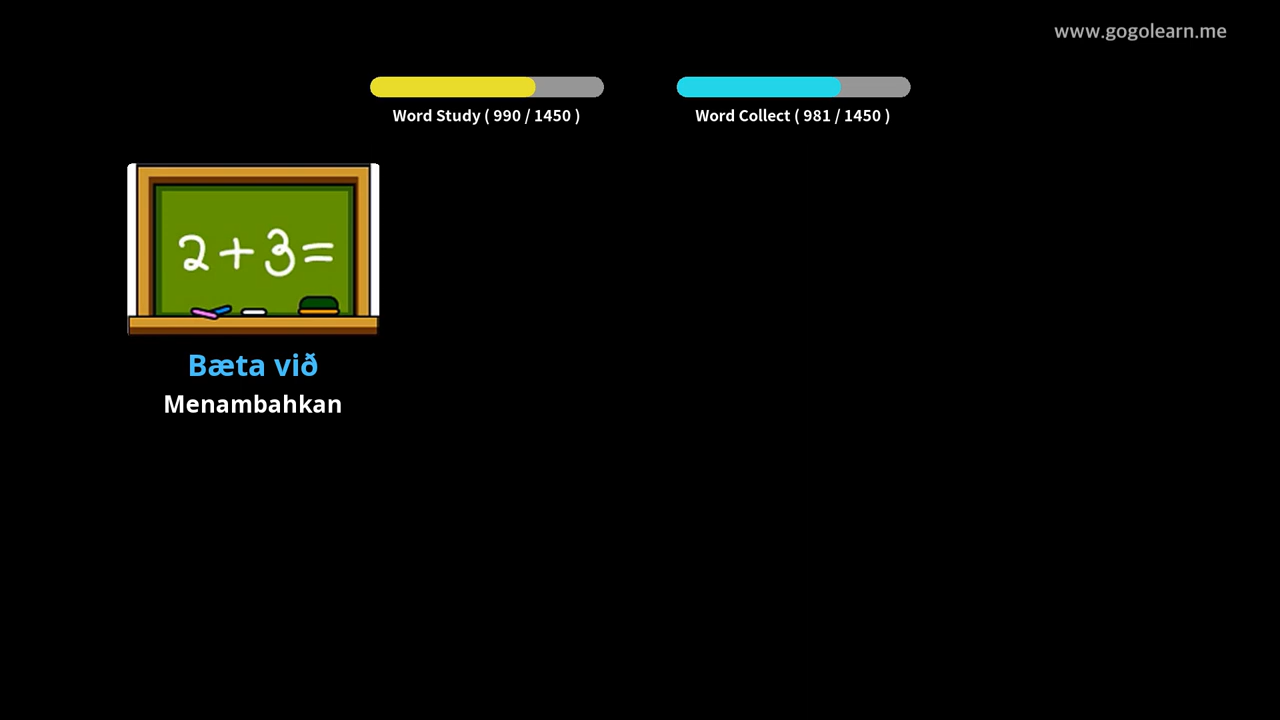 www.gogolearn.me
Word Study ( 990 / 1450 )
Word Collect ( 981 / 1450 )
2+3=
Bæta við
Menambahkan